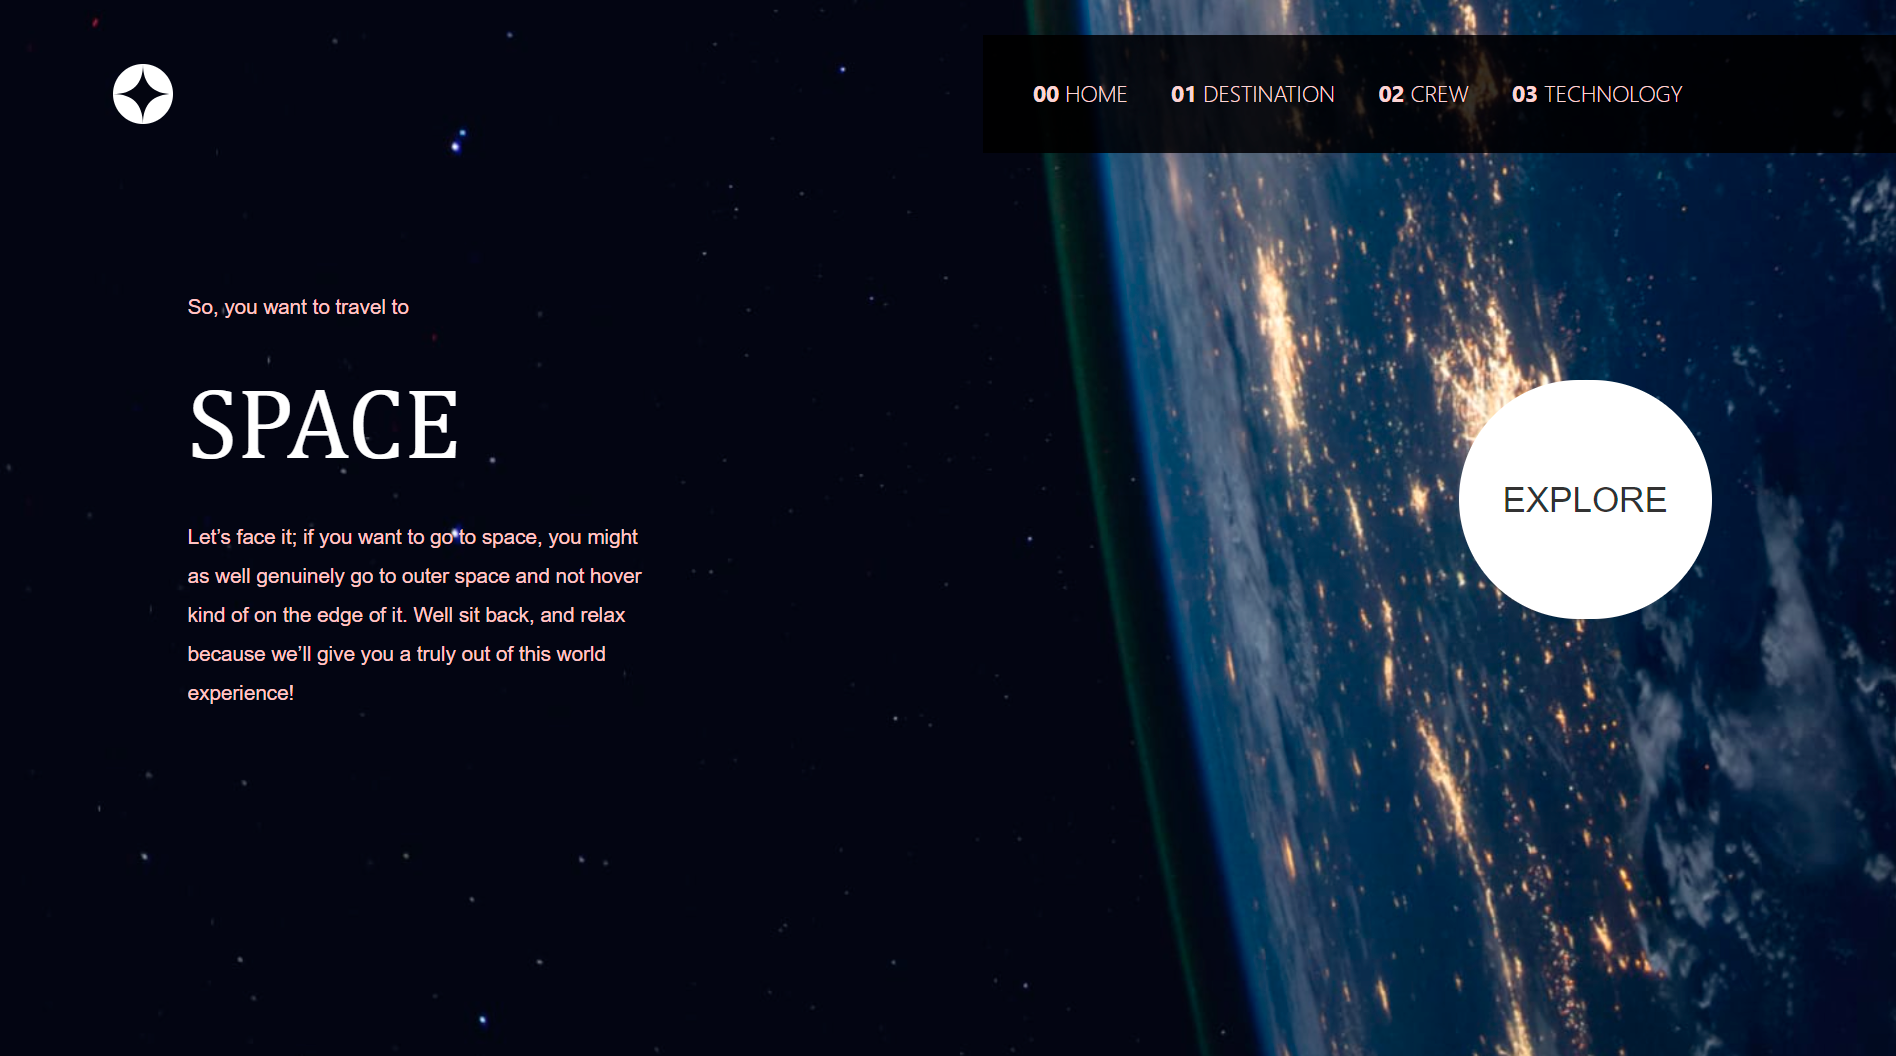 00 HOME 01 DESTINATION 02 CREW 03 TECHNOLOGY
So, you want to travel to
SPACE
Let’s face it; if you want to go to space, you might
as well genuinely go to outer space and not hover
kind of on the edge of it. Well sit back, and relax
because we’ll give you a truly out of this world
experience!
EXPLORE